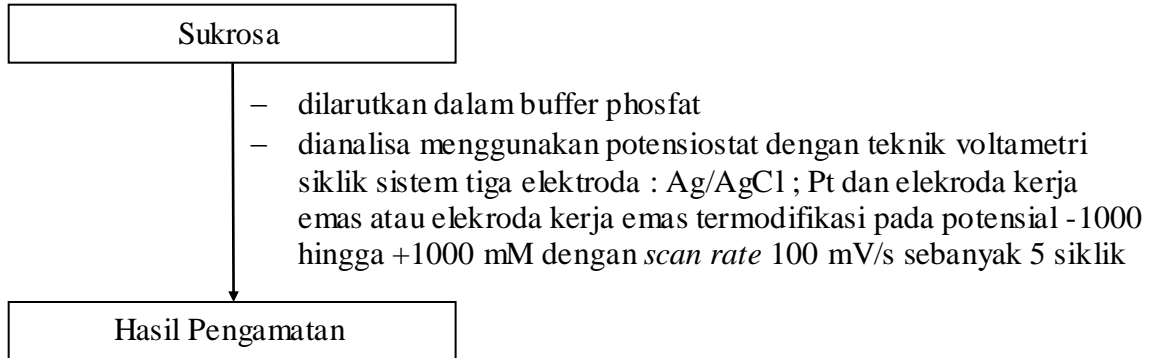 Sukrosa
– dilarutkan dalam buffer phosfat
– dianalisa menggunakan potensiostat dengan teknik voltametri
siklik sistem tiga elektroda : Ag/AgCl ; Pt dan elekroda kerja
emas atau elekroda kerja emas termodifikasi pada potensial -1000
hingga +1000 mM dengan scan rate 100 mV/s sebanyak 5 siklik
Hasil Pengamatan